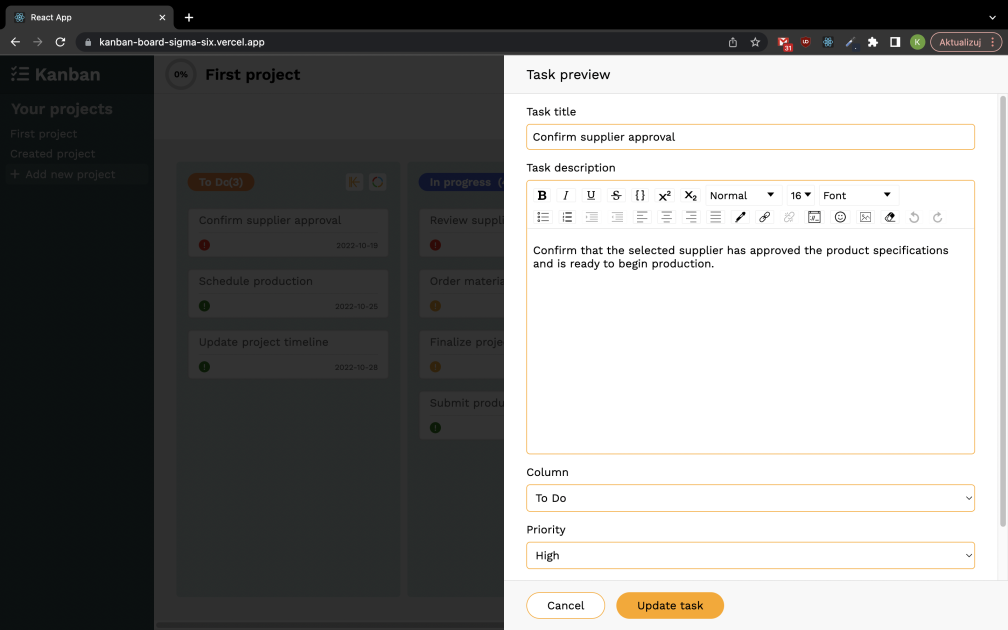 React App
kanban-board-sigma-six.vercel.app
31
UD
K
Aktualizuj
Kanban
Your projects
First project
Created project
+ Add new project
0%
First project
To Do(3)
Confirm supplier approval
2022-10-19
Schedule production
2022-10-25
Update project timeline
2022-10-28
In progress (
Review suppli
Order materia
Finalize proje
Submit produ
Task preview
Task title
Confirm supplier approval
Task description
B I U S {} X² X₂ Normal 16 Font
Confirm that the selected supplier has approved the product specifications
and is ready to begin production.
Column
To Do
Priority
High
Cancel
Update task